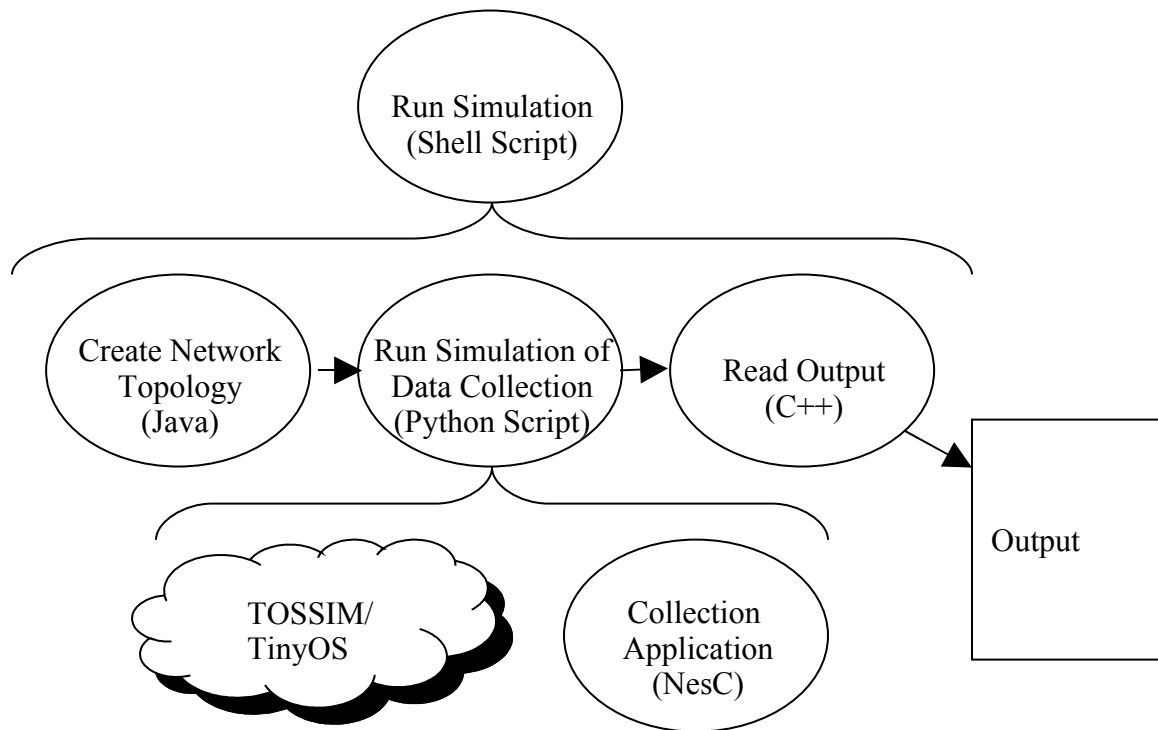 Run Simulation
(Shell Script)
Create Network
Topology
(Java)
Run Simulation of
Data Collection
(Python Script)
Read Output
(C++)
Output
TOSSIM/
TinyOS
Collection
Application
(NesC)